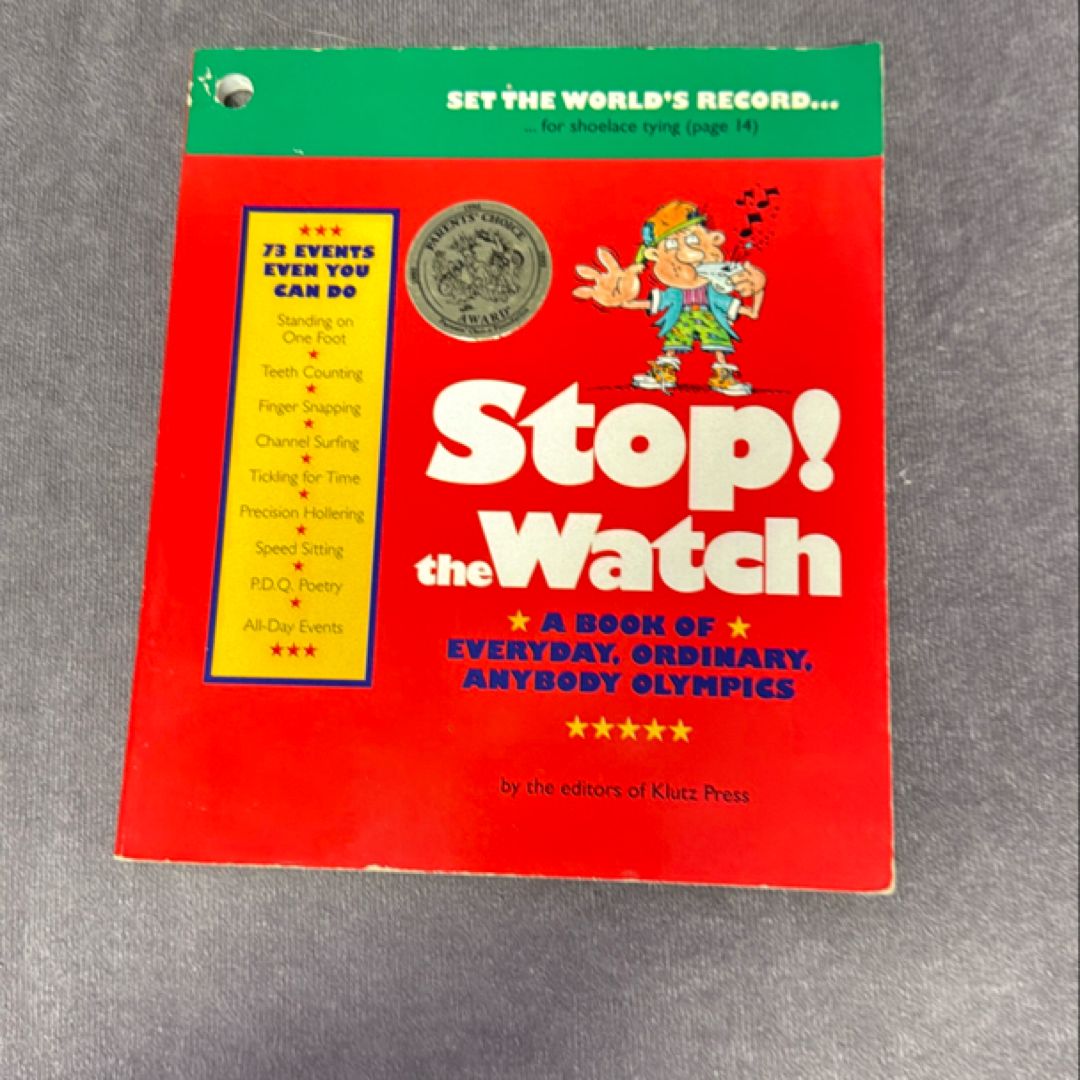 SET THE WORLD'S RECORD...
... for shoelace tying (page 14)
★★★
73 EVENTS
EVEN YOU
CAN DO
Standing on
One Foot
★
Teeth Counting
★
Finger Snapping
★
Channel Surfing
★
Tickling for Time
★
Precision Hollering
★
Speed Sitting
★
P.D.Q. Poetry
★
All-Day Events
★★★
PARENTS' CHOICE
AWARD
Stop!
the Watch
★ A BOOK OF ★
EVERYDAY, ORDINARY,
ANYBODY OLYMPICS
★★★★★
by the editors of Klutz Press